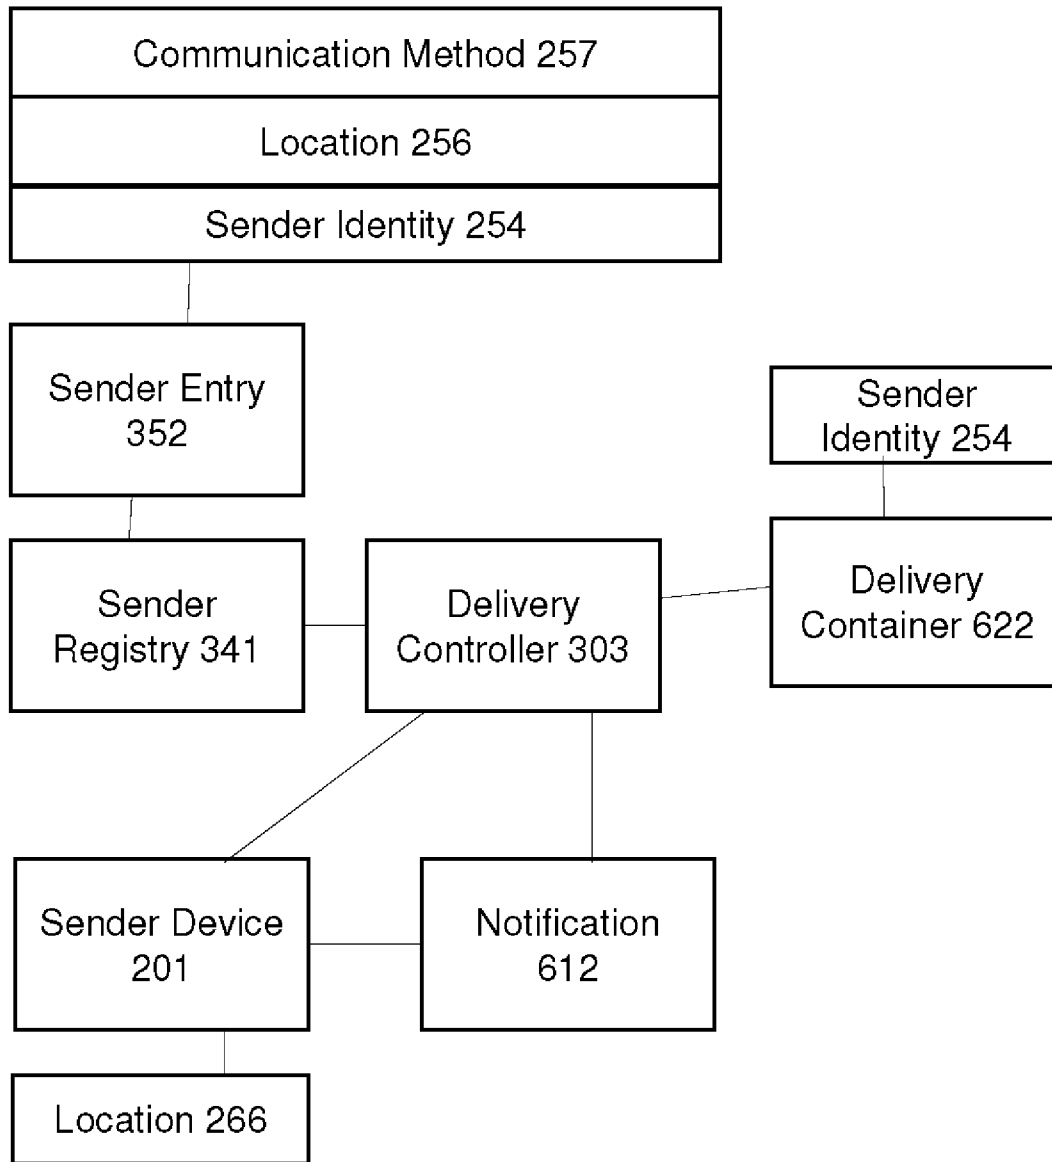 Communication Method 257
Location 256
Sender Identity 254
Sender Entry
352
Sender
Identity 254
Sender
Registry 341
Delivery
Controller 303
Delivery
Container 622
Sender Device
201
Notification
612
Location 266